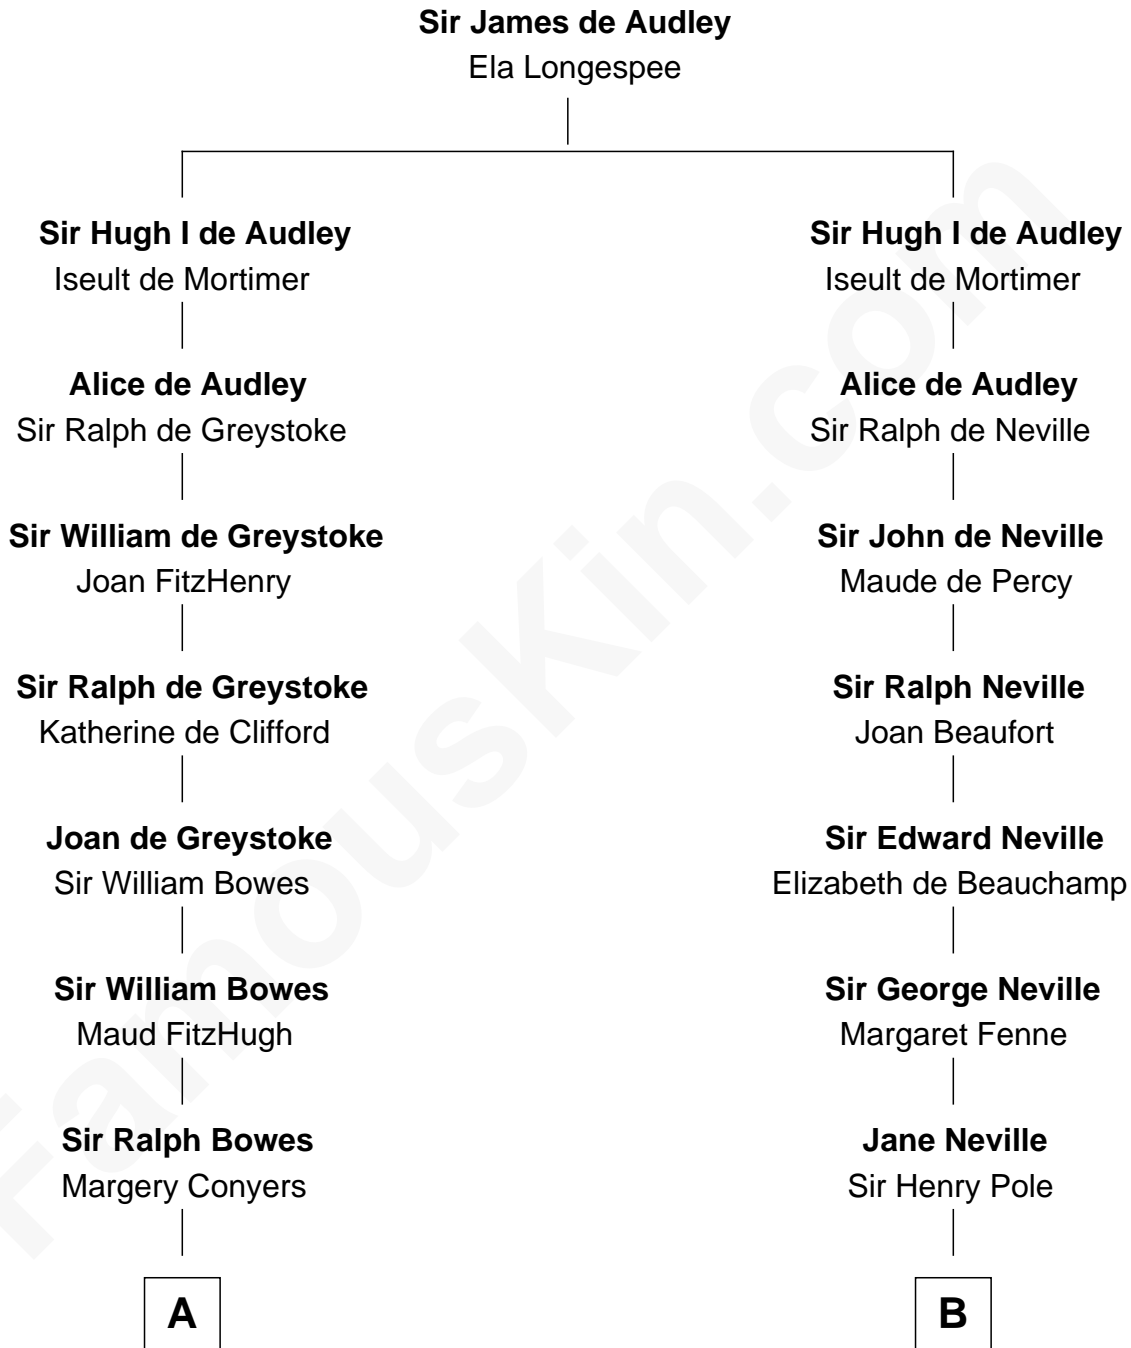 Sir James de Audley
Ela Longespee
Sir Hugh I de Audley
Iseult de Mortimer
Sir Hugh I de Audley
Iseult de Mortimer
Alice de Audley
Sir Ralph de Greystoke
Alice de Audley
Sir Ralph de Neville
Sir William de Greystoke
Joan FitzHenry
Sir John de Neville
Maude de Percy
Sir Ralph de Greystoke
Katherine de Clifford
Sir Ralph Neville
Joan Beaufort
Joan de Greystoke
Sir William Bowes
Sir Edward Neville
Elizabeth de Beauchamp
Sir William Bowes
Maud FitzHugh
Sir George Neville
Margaret Fenne
Sir Ralph Bowes
Margery Conyers
Jane Neville
Sir Henry Pole
A
B
FamousKin.com